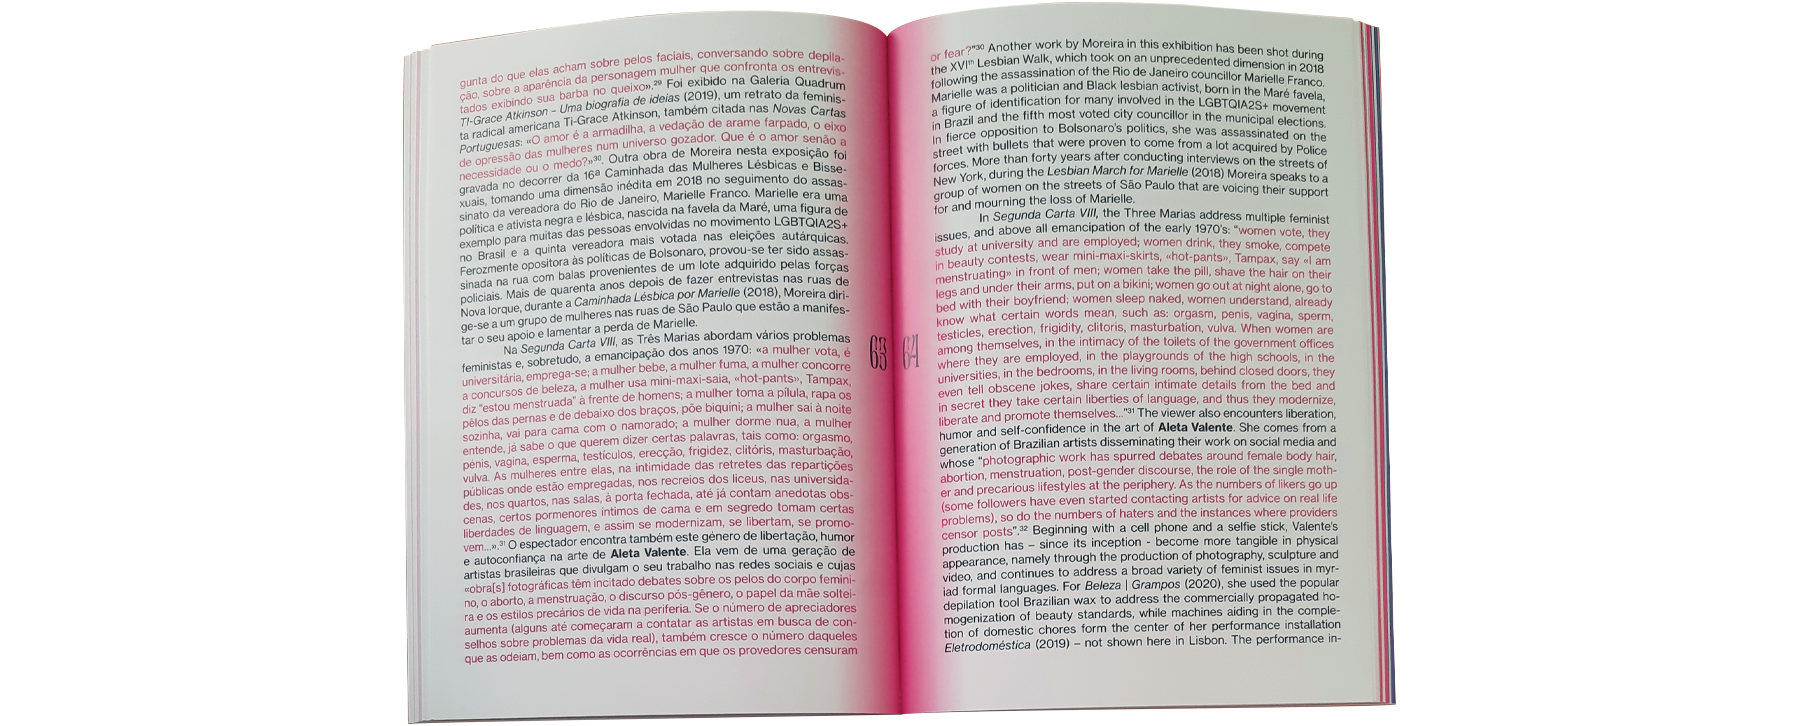 gunta do que elas acham sobre pelos faciais, conversando sobre depila-
ção, sobre a aparência da personagem mulher que confronta os entrevis-
tados exibindo sua barba no queixo».²⁹ Foi exibido na Galeria Quadrum
TI-Grace Atkinson – Uma biografia de ideias (2019), um retrato da feminis-
ta radical americana Ti-Grace Atkinson, também citada nas Novas Cartas
Portuguesas: «O amor é a armadilha, a vedação de arame farpado, o eixo
de opressão das mulheres num universo gozador. Que é o amor senão a
necessidade ou o medo?»³⁰. Outra obra de Moreira nesta exposição foi
gravada no decorrer da 16ª Caminhada das Mulheres Lésbicas e Bisse-
xuais, tomando uma dimensão inédita em 2018 no seguimento do assas-
sinato da vereadora do Rio de Janeiro, Marielle Franco. Marielle era uma
política e ativista negra e lésbica, nascida na favela da Maré, uma figura de
exemplo para muitas das pessoas envolvidas no movimento LGBTQIA2S+
no Brasil e a quinta vereadora mais votada nas eleições autárquicas.
Ferozmente opositora às políticas de Bolsonaro, provou-se ter sido assas-
sinada na rua com balas provenientes de um lote adquirido pelas forças
policiais. Mais de quarenta anos depois de fazer entrevistas nas ruas de
Nova Iorque, durante a Caminhada Lésbica por Marielle (2018), Moreira diri-
ge-se a um grupo de mulheres nas ruas de São Paulo que estão a manifes-
tar o seu apoio e lamentar a perda de Marielle.
Na Segunda Carta VIII, as Três Marias abordam vários problemas
feministas e, sobretudo, a emancipação dos anos 1970: «a mulher vota, é
universitária, emprega-se; a mulher bebe, a mulher fuma, a mulher concorre
a concursos de beleza, a mulher usa mini-maxi-saia, «hot-pants», Tampax,
diz "estou menstruada" à frente de homens; a mulher toma a pílula, rapa os
pêlos das pernas e de debaixo dos braços, põe biquíni; a mulher sai à noite
sozinha, vai para cama com o namorado; a mulher dorme nua, a mulher
entende, já sabe o que querem dizer certas palavras, tais como: orgasmo,
pénis, vagina, esperma, testículos, erecção, frigidez, clitóris, masturbação,
vulva. As mulheres entre elas, na intimidade das retretes das repartições
públicas onde estão empregadas, nos recreios dos liceus, nas universida-
des, nos quartos, nas salas, à porta fechada, até já contam anedotas obs-
cenas, certos pormenores íntimos de cama e em segredo tomam certas
liberdades de linguagem, e assim se modernizam, se libertam, se promo-
vem...».³¹ O espectador encontra também este género de libertação, humor
e autoconfiança na arte de Aleta Valente. Ela vem de uma geração de
artistas brasileiras que divulgam o seu trabalho nas redes sociais e cujas
«obra[s] fotográficas têm incitado debates sobre os pelos do corpo femini-
no, o aborto, a menstruação, o discurso pós-gênero, o papel da mãe soltei-
ra e os estilos precários de vida na periferia. Se o número de apreciadores
aumenta (alguns até começaram a contatar as artistas em busca de con-
selhos sobre problemas da vida real), também cresce o número daqueles
que as odeiam, bem como as ocorrências em que os provedores censuram
63
64
or fear?"³⁰ Another work by Moreira in this exhibition has been shot during
the XVIᵗʰ Lesbian Walk, which took on an unprecedented dimension in 2018
following the assassination of the Rio de Janeiro councillor Marielle Franco.
Marielle was a politician and Black lesbian activist, born in the Maré favela,
a figure of identification for many involved in the LGBTQIA2S+ movement
in Brazil and the fifth most voted city councillor in the municipal elections.
In fierce opposition to Bolsonaro's politics, she was assassinated on the
street with bullets that were proven to come from a lot acquired by Police
forces. More than forty years after conducting interviews on the streets of
New York, during the Lesbian March for Marielle (2018) Moreira speaks to a
group of women on the streets of São Paulo that are voicing their support
for and mourning the loss of Marielle.
In Segunda Carta VIII, the Three Marias address multiple feminist
issues, and above all emancipation of the early 1970's: "women vote, they
study at university and are employed; women drink, they smoke, compete
in beauty contests, wear mini-maxi-skirts, «hot-pants», Tampax, say «I am
menstruating» in front of men; women take the pill, shave the hair on their
legs and under their arms, put on a bikini; women go out at night alone, go to
bed with their boyfriend; women sleep naked, women understand, already
know what certain words mean, such as: orgasm, penis, vagina, sperm,
testicles, erection, frigidity, clitoris, masturbation, vulva. When women are
among themselves, in the intimacy of the toilets of the government offices
where they are employed, in the playgrounds of the high schools, in the
universities, in the bedrooms, in the living rooms, behind closed doors, they
even tell obscene jokes, share certain intimate details from the bed and
in secret they take certain liberties of language, and thus they modernize,
liberate and promote themselves..."³¹ The viewer also encounters liberation,
humor and self-confidence in the art of Aleta Valente. She comes from a
generation of Brazilian artists disseminating their work on social media and
whose "photographic work has spurred debates around female body hair,
abortion, menstruation, post-gender discourse, the role of the single moth-
er and precarious lifestyles at the periphery. As the numbers of likers go up
(some followers have even started contacting artists for advice on real life
problems), so do the numbers of haters and the instances where providers
censor posts".³² Beginning with a cell phone and a selfie stick, Valente's
production has – since its inception - become more tangible in physical
appearance, namely through the production of photography, sculpture and
video, and continues to address a broad variety of feminist issues in myr-
iad formal languages. For Beleza | Grampos (2020), she used the popular
depilation tool Brazilian wax to address the commercially propagated ho-
mogenization of beauty standards, while machines aiding in the comple-
tion of domestic chores form the center of her performance installation
Eletrodoméstica (2019) – not shown here in Lisbon. The performance in-